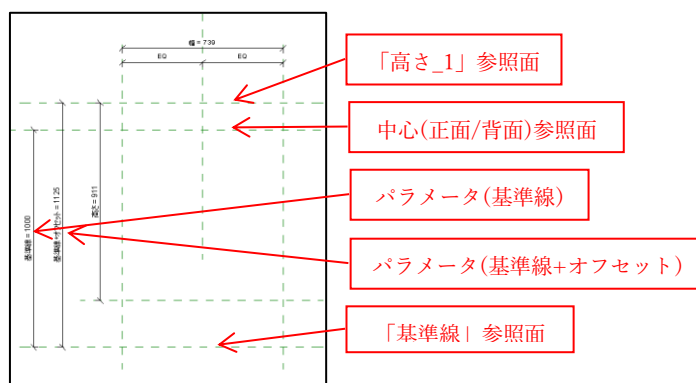 幅 = 739
EQ
EQ
「高さ_1」参照面
中心(正面/背面)参照面
高さ = 911
パラメータ(基準線)
基準線 = 1000
基準線+オフセット = 1125
パラメータ(基準線+オフセット)
「基準線」参照面